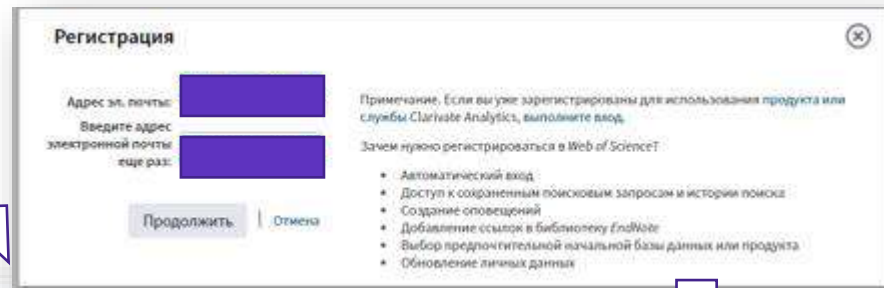 Регистрация
Адрес эл. почты:
Введите адрес
электронной почты
еще раз:
Продолжить | Отмена
Примечание. Если вы уже зарегистрированы для использования продукта или
службы Clarivate Analytics, выполните вход.
Зачем нужно регистрироваться в Web of Science?
• Автоматический вход
• Доступ к сохраненным поисковым запросам и истории поиска
• Создание оповещений
• Добавление ссылок в библиотеку EndNote
• Выбор предпочтительной начальной базы данных или продукта
• Обновление личных данных